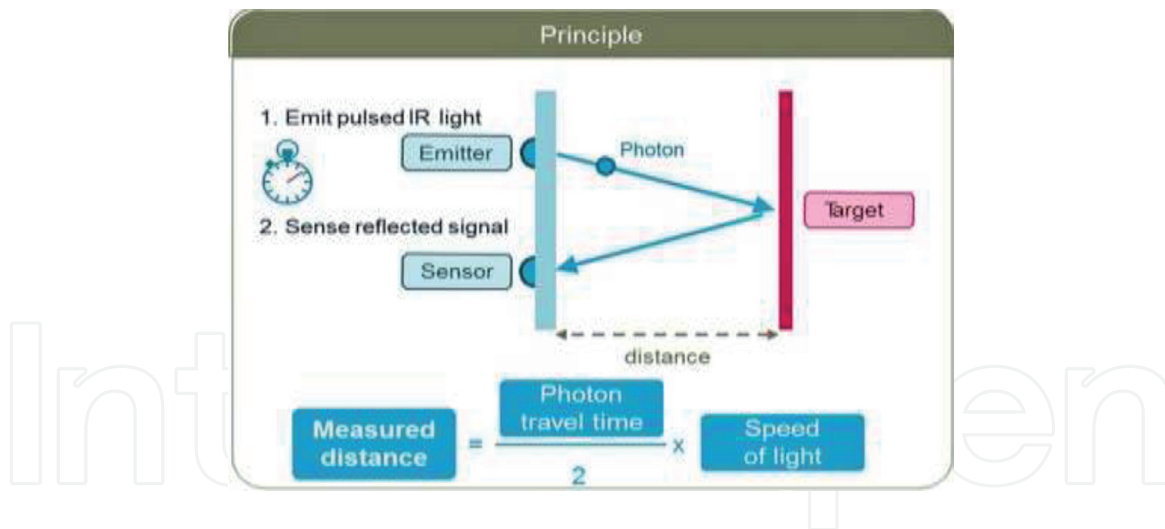 Principle
1. Emit pulsed IR light
Emitter
Photon
Target
2. Sense reflected signal
Sensor
distance
Measured
distance
=
Photon
travel time
2
x
Speed
of light